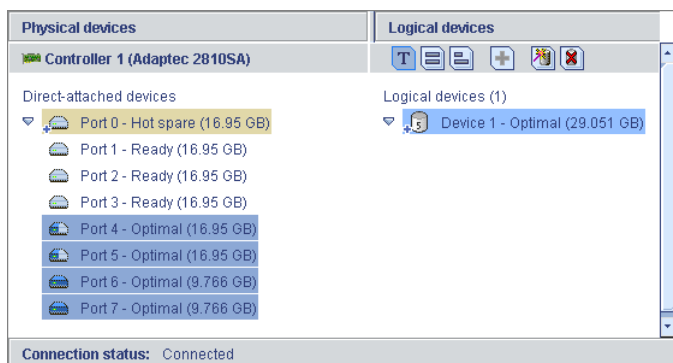 Physical devices
Logical devices
Controller 1 (Adaptec 2810SA)
T
Direct-attached devices
Logical devices (1)
Port 0 - Hot spare (16.95 GB)
5
Device 1 - Optimal (29.051 GB)
Port 1 - Ready (16.95 GB)
Port 2 - Ready (16.95 GB)
Port 3 - Ready (16.95 GB)
Port 4 - Optimal (16.95 GB)
Port 5 - Optimal (16.95 GB)
Port 6 - Optimal (9.766 GB)
Port 7 - Optimal (9.766 GB)
Connection status: Connected